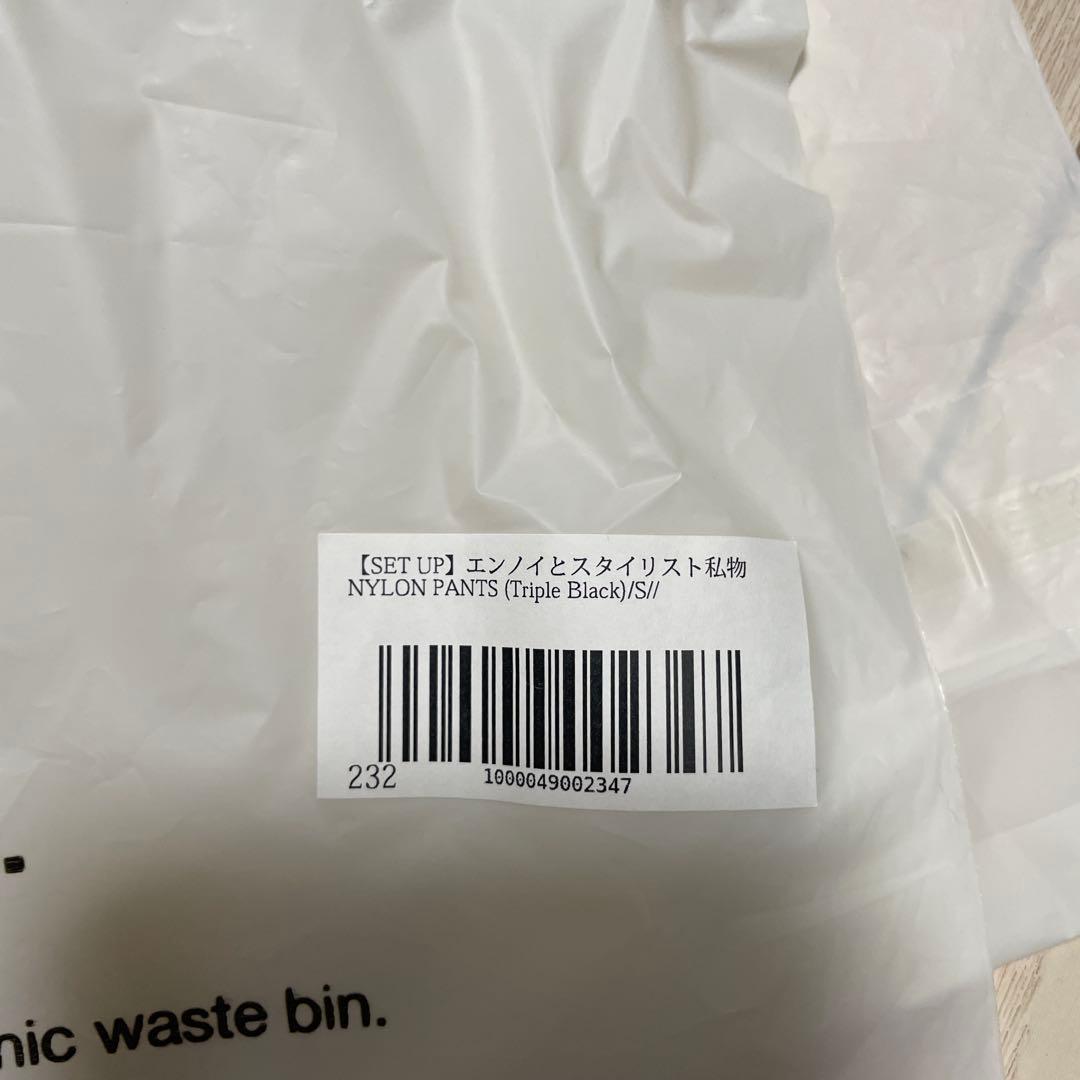 【SET UP】エンノイとスタイリスト私物
NYLON PANTS (Triple Black)/S//
232
1000049002347
waste bin.